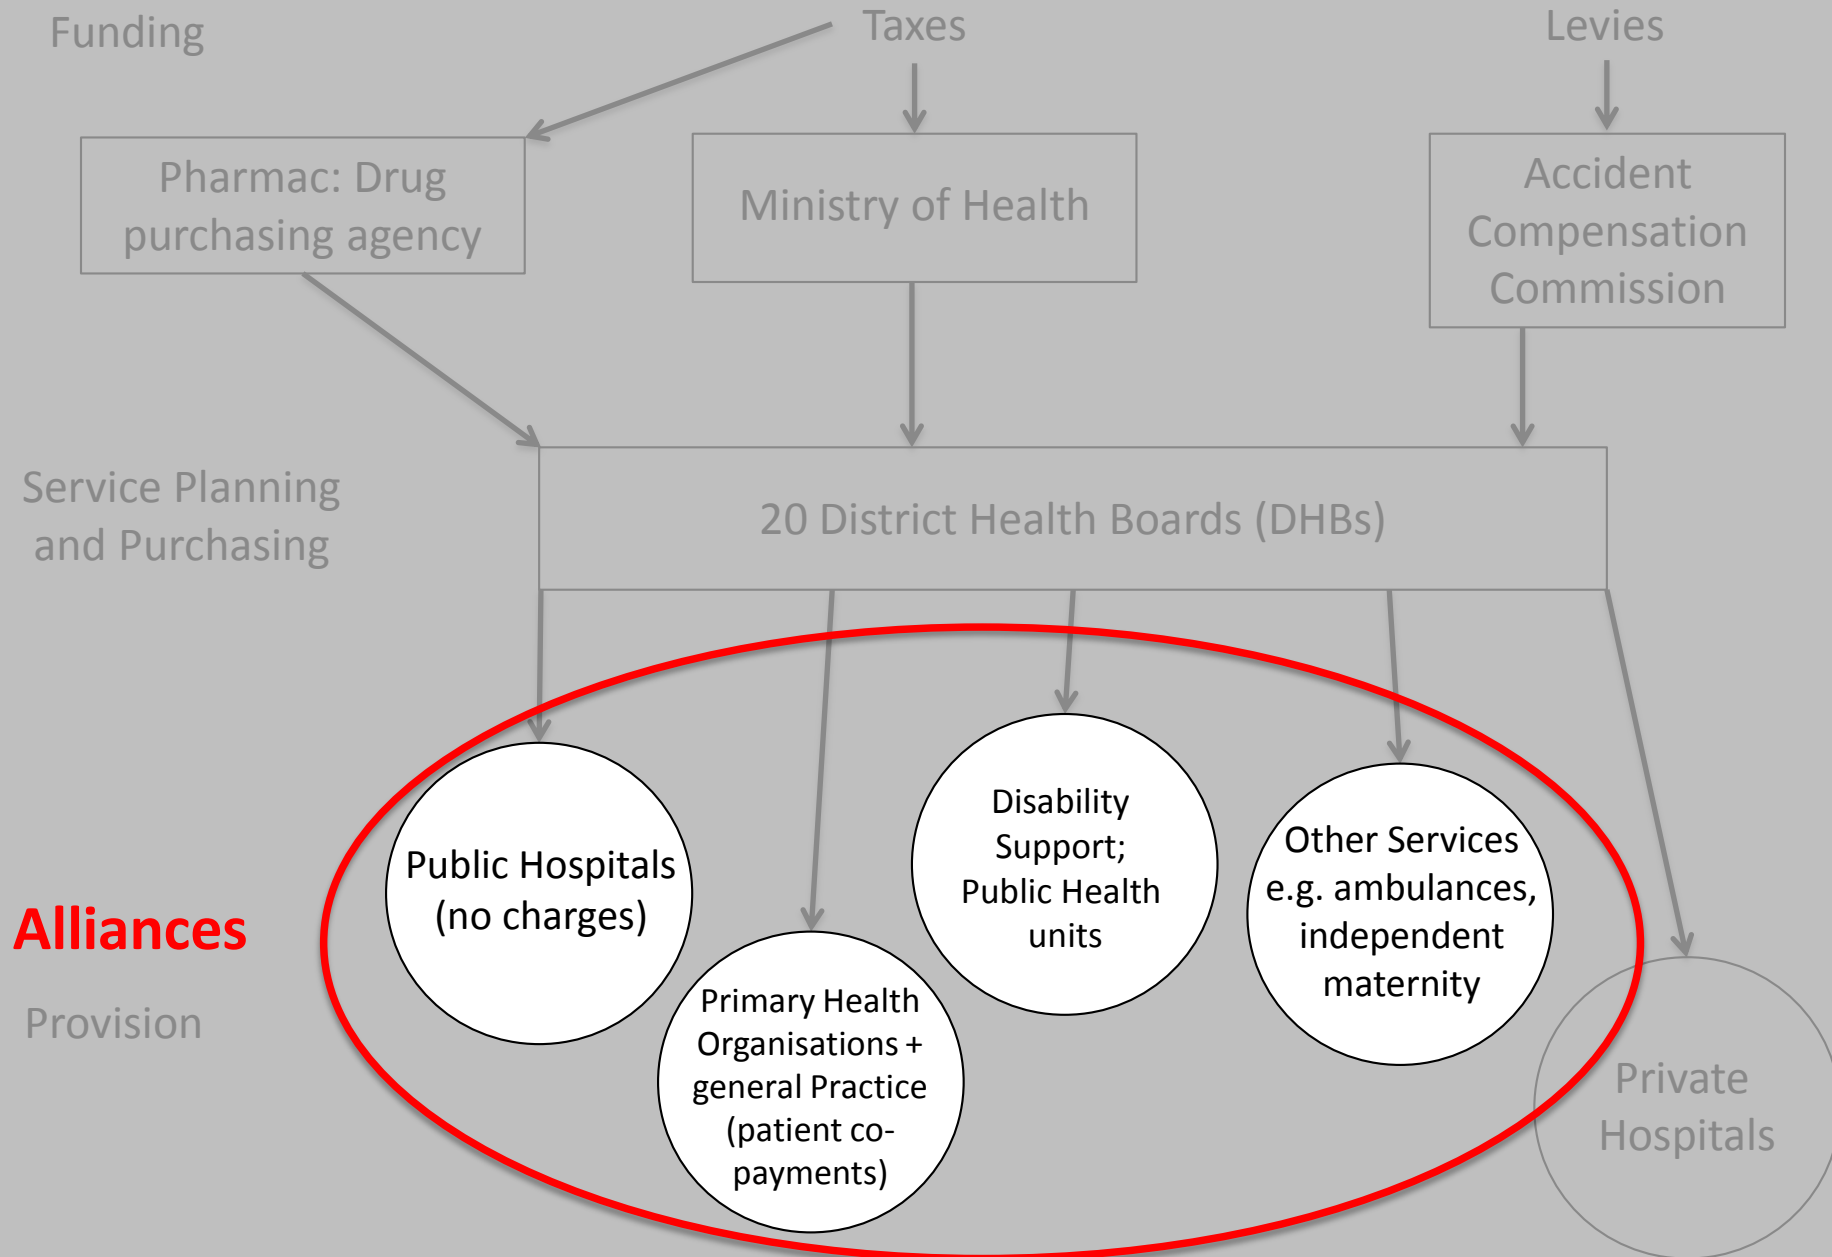 Funding
Taxes
Levies
Pharmac: Drug
purchasing agency
Ministry of Health
Accident
Compensation
Commission
Service Planning
and Purchasing
20 District Health Boards (DHBs)
Alliances
Provision
Public Hospitals
(no charges)
Primary Health
Organisations +
general Practice
(patient co-
payments)
Disability
Support;
Public Health
units
Other Services
e.g. ambulances,
independent
maternity
Private
Hospitals